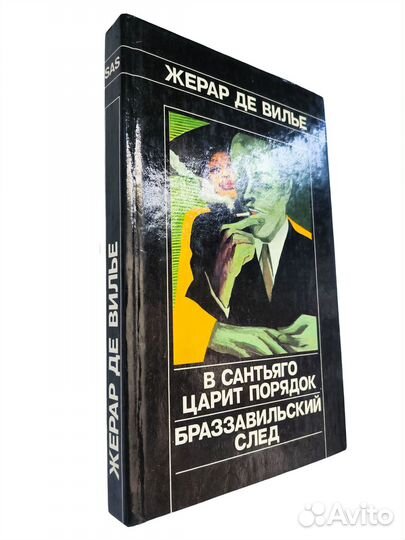 SAS
ЖЕРАР ДЕ ВИЛЬЕ
ЖЕРАР ДЕ ВИЛЬЕ
В САНТЬЯГО
ЦАРИТ ПОРЯДОК
БРАЗЗАВИЛЬСКИЙ
СЛЕД
Avito